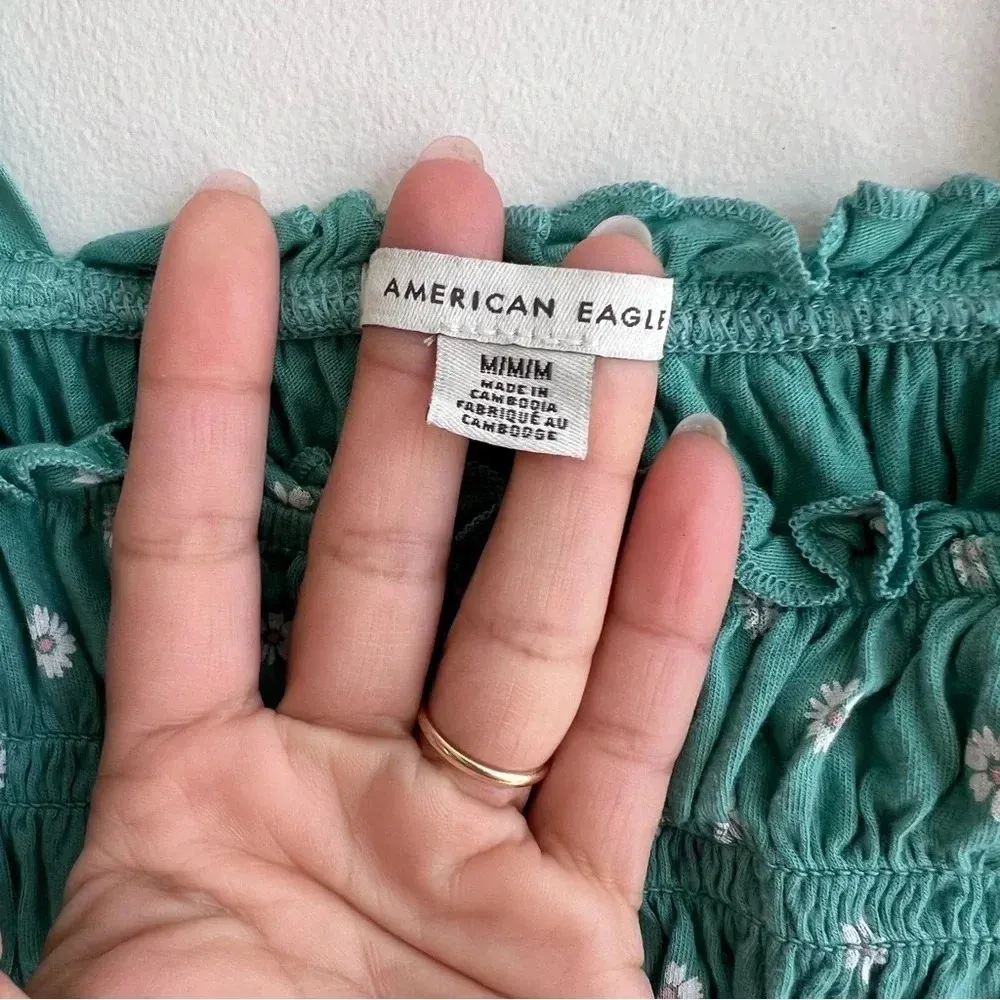 AMERICAN EAGLE
M/M/M
MADE IN
CAMBODIA
FABRIQUÉ AU
CAMBODGE